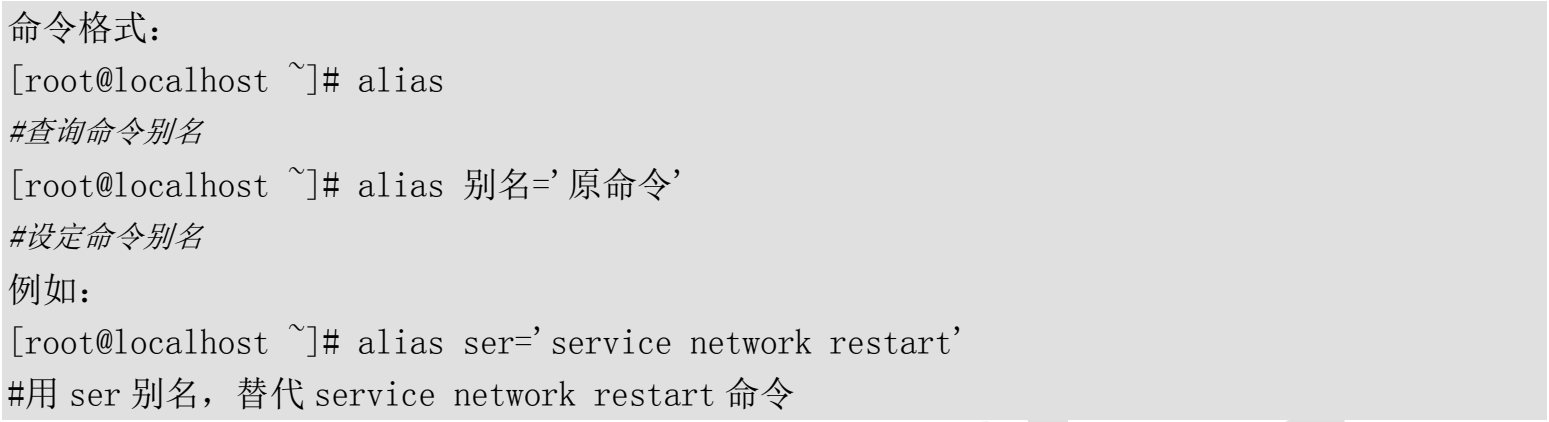 命令格式：
[root@localhost ~]# alias
#查询命令别名
[root@localhost ~]# alias 别名='原命令'
#设定命令别名
例如：
[root@localhost ~]# alias ser='service network restart'
#用 ser 别名，替代 service network restart 命令